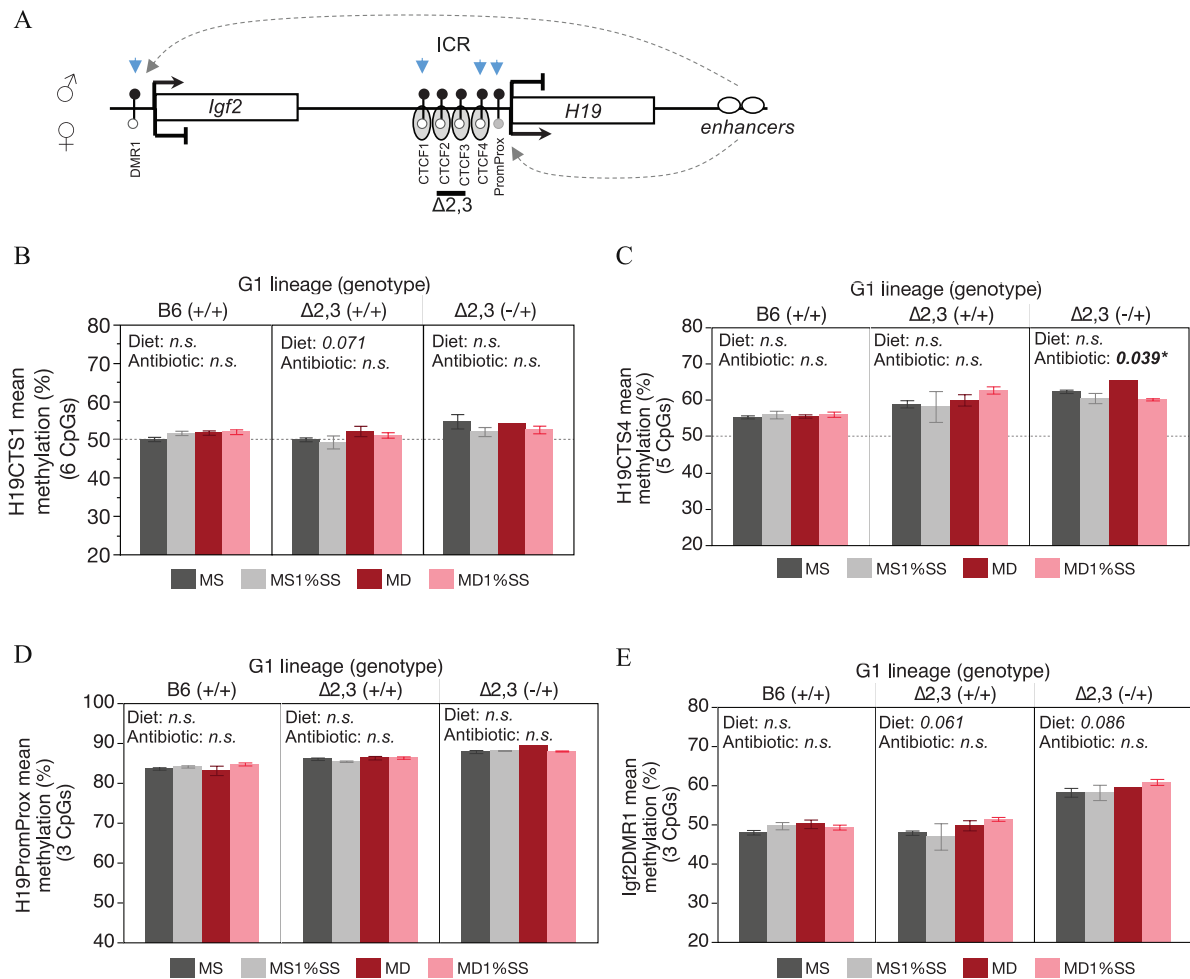 A
ICR
♂
♀
Igf2
H19
enhancers
DMR1
CTCF1
CTCF2
CTCF3
CTCF4
PromProx
Δ2,3
B
G1 lineage (genotype)
B6 (+/+) Δ2,3 (+/+) Δ2,3 (-/+)
Diet: n.s. Diet: 0.071 Diet: n.s.
Antibiotic: n.s. Antibiotic: n.s. Antibiotic: n.s.
H19CTS1 mean
methylation (%)
(6 CpGs)
80
70
60
50
40
30
20
MS MS1%SS MD MD1%SS
C
G1 lineage (genotype)
B6 (+/+) Δ2,3 (+/+) Δ2,3 (-/+)
Diet: n.s. Diet: n.s. Diet: n.s.
Antibiotic: n.s. Antibiotic: n.s. Antibiotic: 0.039*
H19CTS4 mean
methylation (%)
(5 CpGs)
80
70
60
50
40
30
20
MS MS1%SS MD MD1%SS
D
G1 lineage (genotype)
B6 (+/+) Δ2,3 (+/+) Δ2,3 (-/+)
Diet: n.s. Diet: n.s. Diet: n.s.
Antibiotic: n.s. Antibiotic: n.s. Antibiotic: n.s.
H19PromProx mean
methylation (%)
(3 CpGs)
100
90
80
70
60
50
40
MS MS1%SS MD MD1%SS
E
G1 lineage (genotype)
B6 (+/+) Δ2,3 (+/+) Δ2,3 (-/+)
Diet: n.s. Diet: 0.061 Diet: 0.086
Antibiotic: n.s. Antibiotic: n.s. Antibiotic: n.s.
Igf2DMR1 mean
methylation (%)
(3 CpGs)
80
70
60
50
40
30
20
MS MS1%SS MD MD1%SS